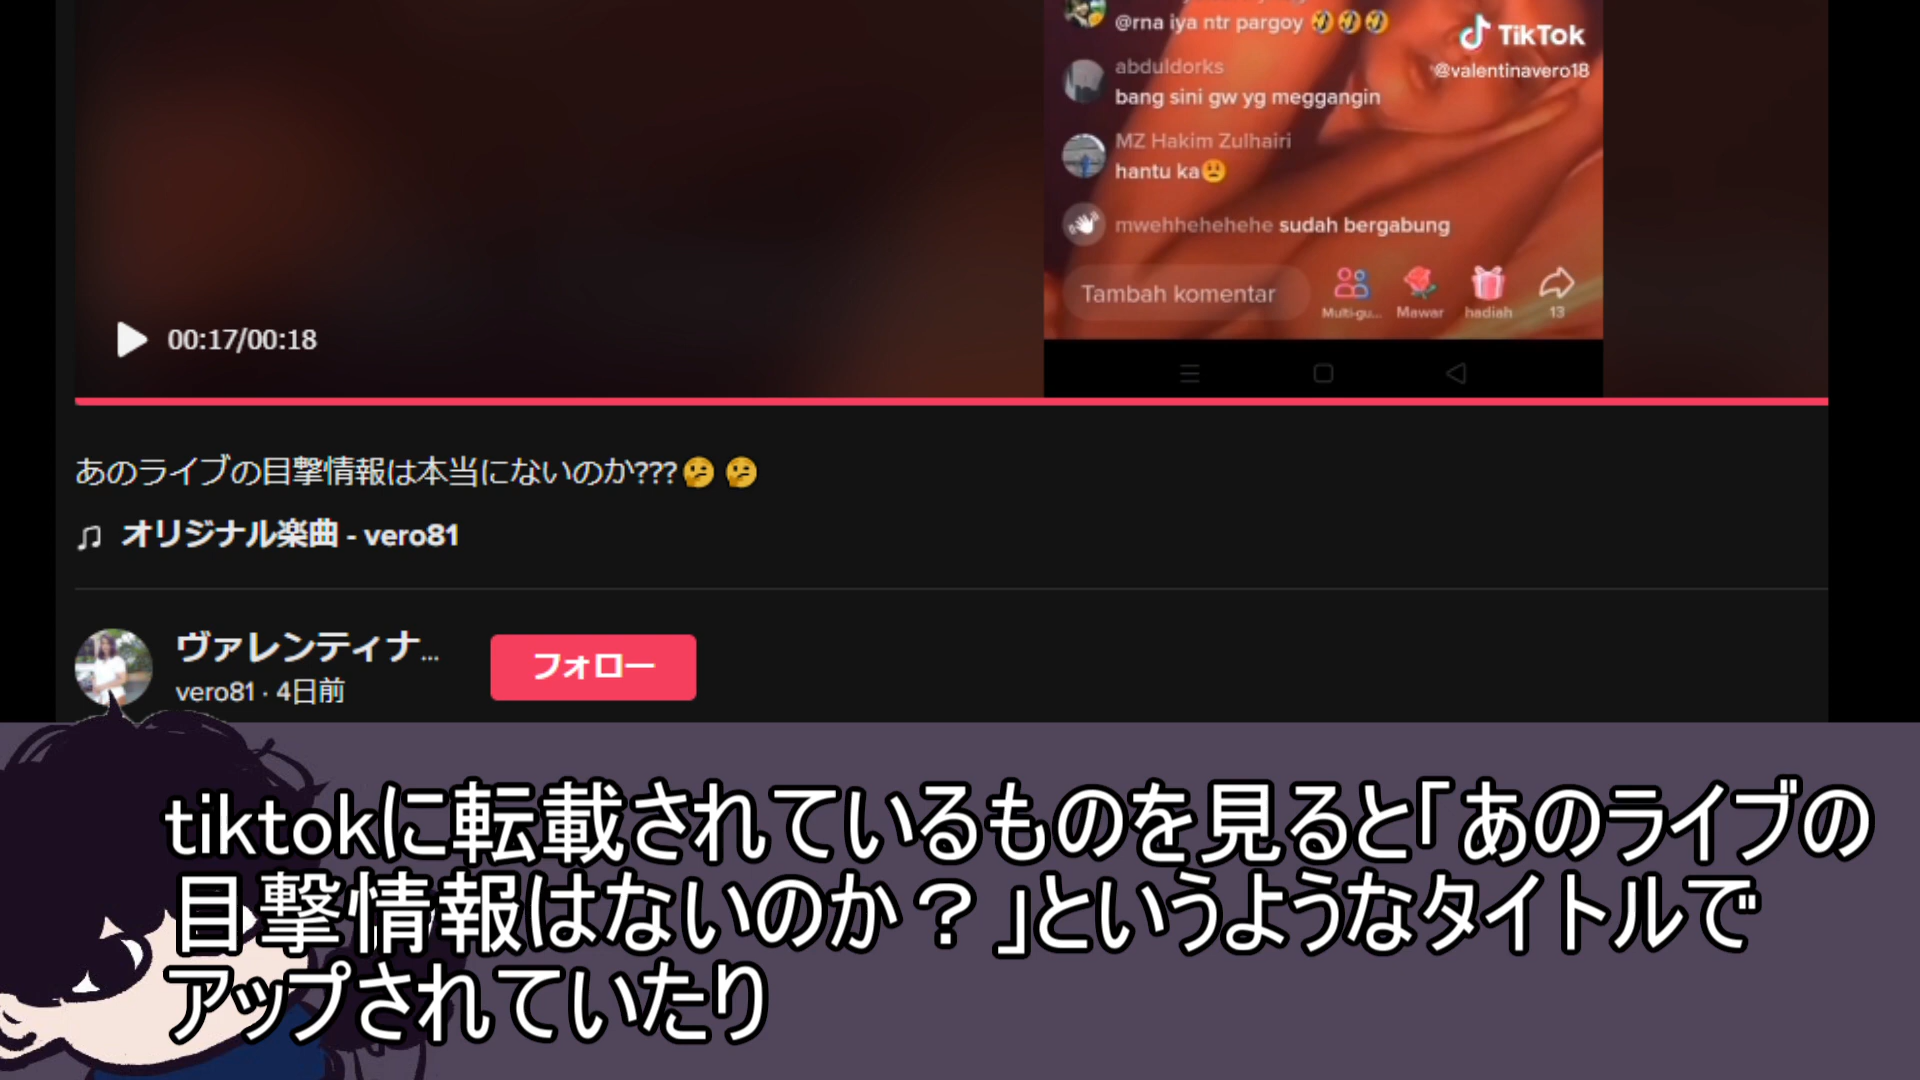 @rna iya ntr pargoy 🤣🤣🤣
TikTok
@valentinavero18
abduldorks
bang sini gw yg meggangin
MZ Hakim Zulhairi
hantu ka😟
mwehhehehehe sudah bergabung
Tambah komentar
Multi-gu...
Mawar
hadiah
13
00:17/00:18
あのライブの目撃情報は本当にないのか???🤔 🤔
♫ オリジナル楽曲 - vero81
ヴァレンティナ...
vero81 · 4日前
フォロー
tiktokに転載されているものを見ると｢あのライブの
目撃情報はないのか？｣というようなタイトルで
アップされていたり